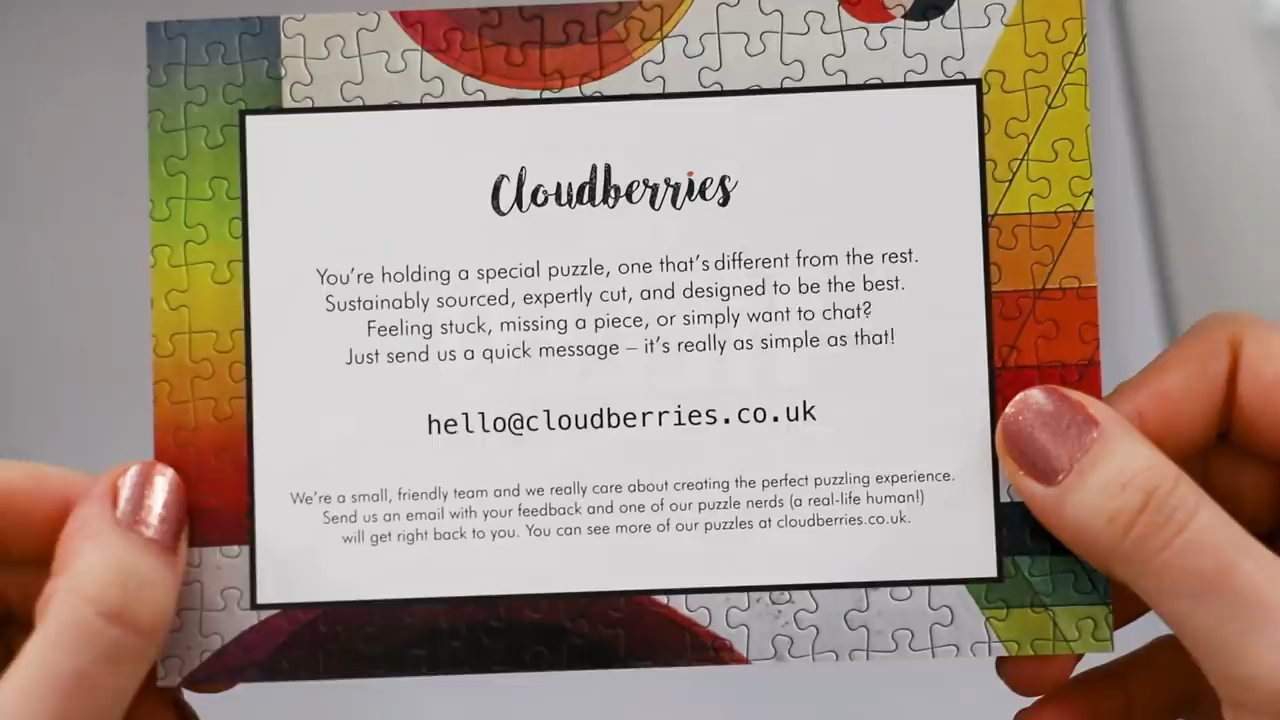 Cloudberries
You're holding a special puzzle, one that's different from the rest.
Sustainably sourced, expertly cut, and designed to be the best.
Feeling stuck, missing a piece, or simply want to chat?
Just send us a quick message – it's really as simple as that!
hello@cloudberries.co.uk
We're a small, friendly team and we really care about creating the perfect puzzling experience.
Send us an email with your feedback and one of our puzzle nerds (a real-life human!)
will get right back to you. You can see more of our puzzles at cloudberries.co.uk.